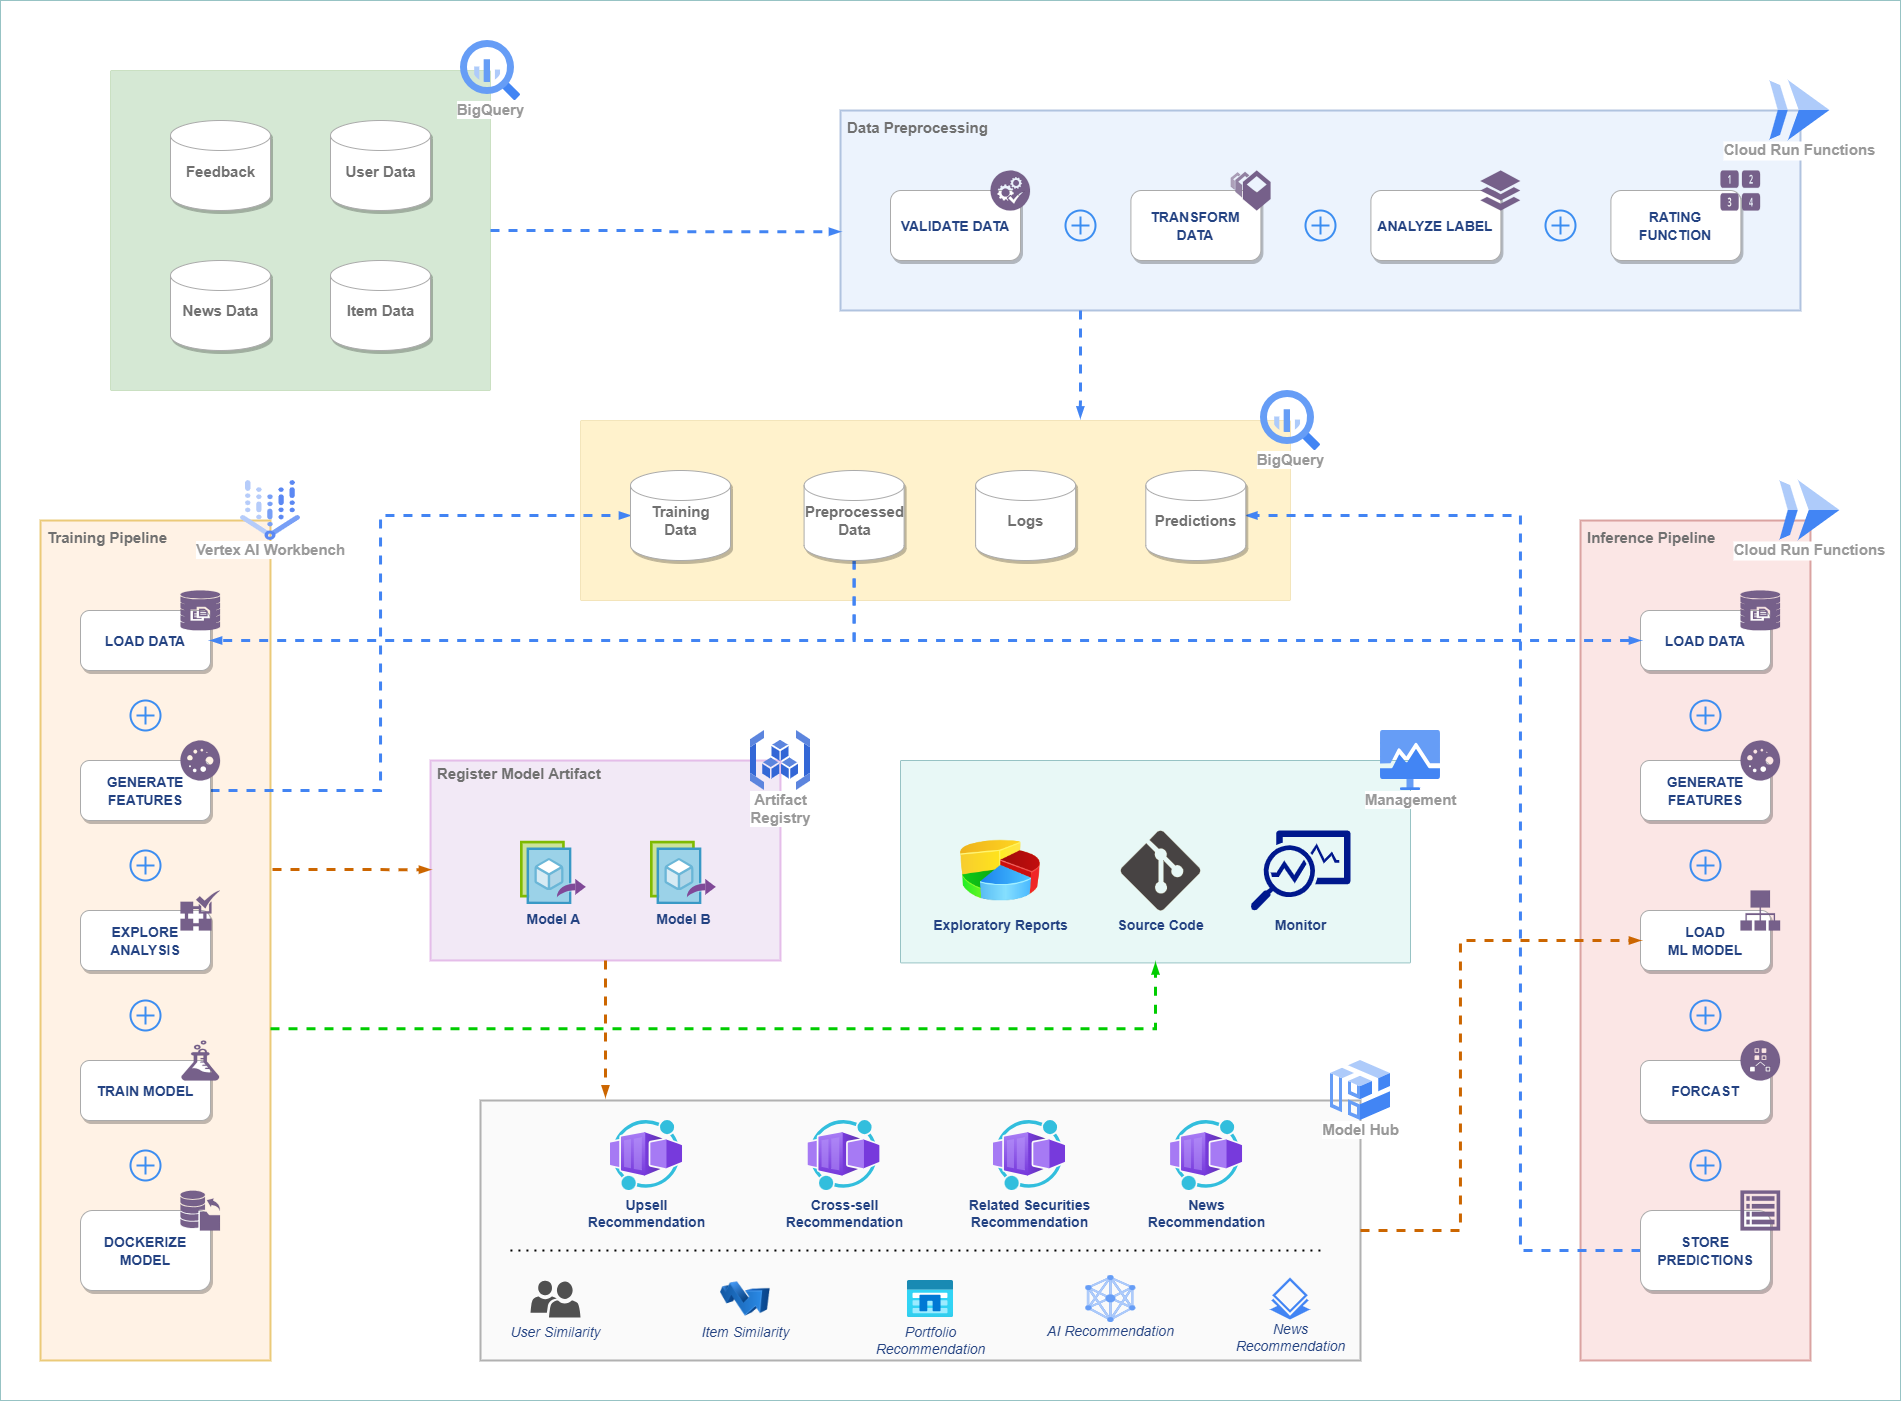 BigQuery
Feedback
User Data
News Data
Item Data
Data Preprocessing
Cloud Run Functions
VALIDATE DATA
TRANSFORM
DATA
ANALYZE LABEL
1 2
3 4
RATING
FUNCTION
BigQuery
Training
Data
Preprocessed
Data
Logs
Predictions
Training Pipeline
Vertex AI Workbench
LOAD DATA
GENERATE
FEATURES
EXPLORE
ANALYSIS
TRAIN MODEL
DOCKERIZE
MODEL
Register Model Artifact
Artifact
Registry
Model A
Model B
Management
Exploratory Reports
Source Code
Monitor
Model Hub
Upsell
Recommendation
Cross-sell
Recommendation
Related Securities
Recommendation
News
Recommendation
User Similarity
Item Similarity
Portfolio
Recommendation
AI Recommendation
News
Recommendation
Inference Pipeline
Cloud Run Functions
LOAD DATA
GENERATE
FEATURES
LOAD
ML MODEL
FORCAST
STORE
PREDICTIONS